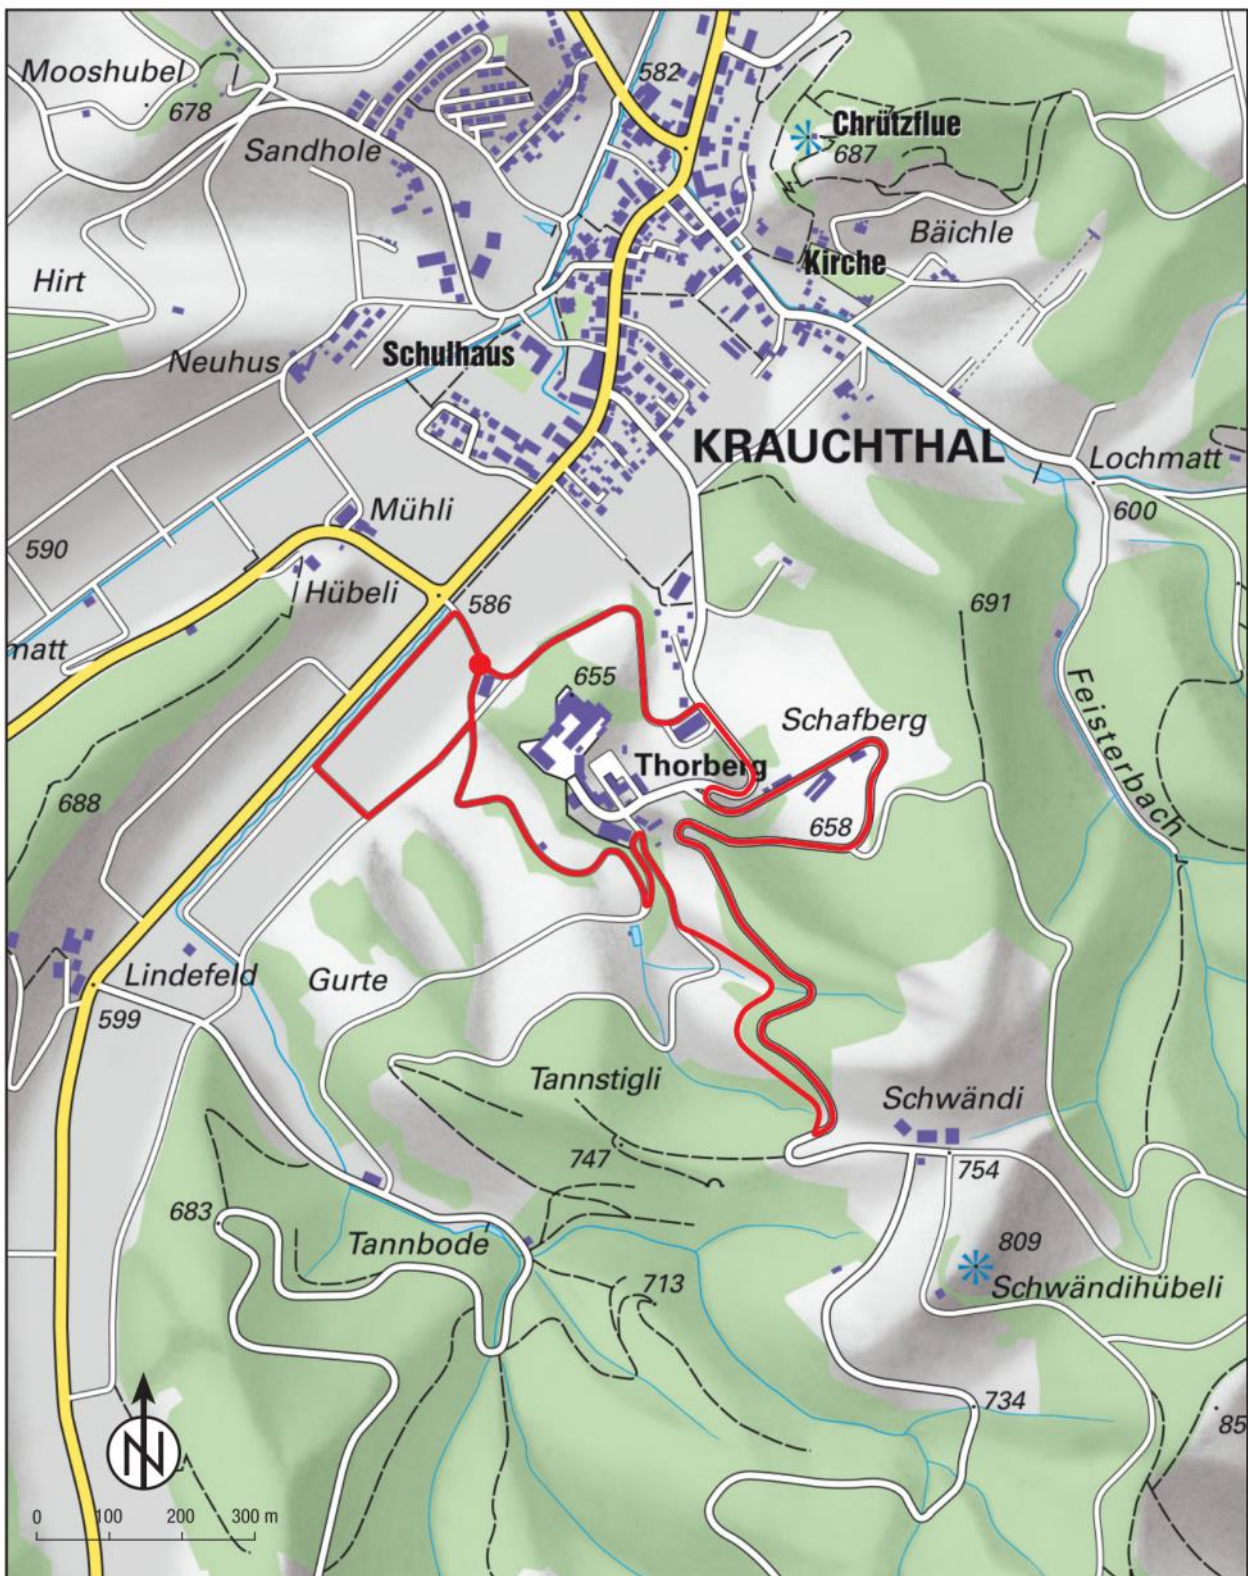 582
Mooshubel
678
Chrützflue
687
Sandhole
Bäichle
Kirche
Hirt
Neuhus
Schulhaus
KRAUCHTHAL
Lochmatt
600
Mühli
590
Hübeli
586
691
matt
655
Schafberg
Feisterbach
Thorberg
688
658
Lindefeld
Gurte
599
Tannstigli
Schwändi
747
754
683
Tannbode
809
713
Schwändihübeli
734
85
N
0 100 200 300 m